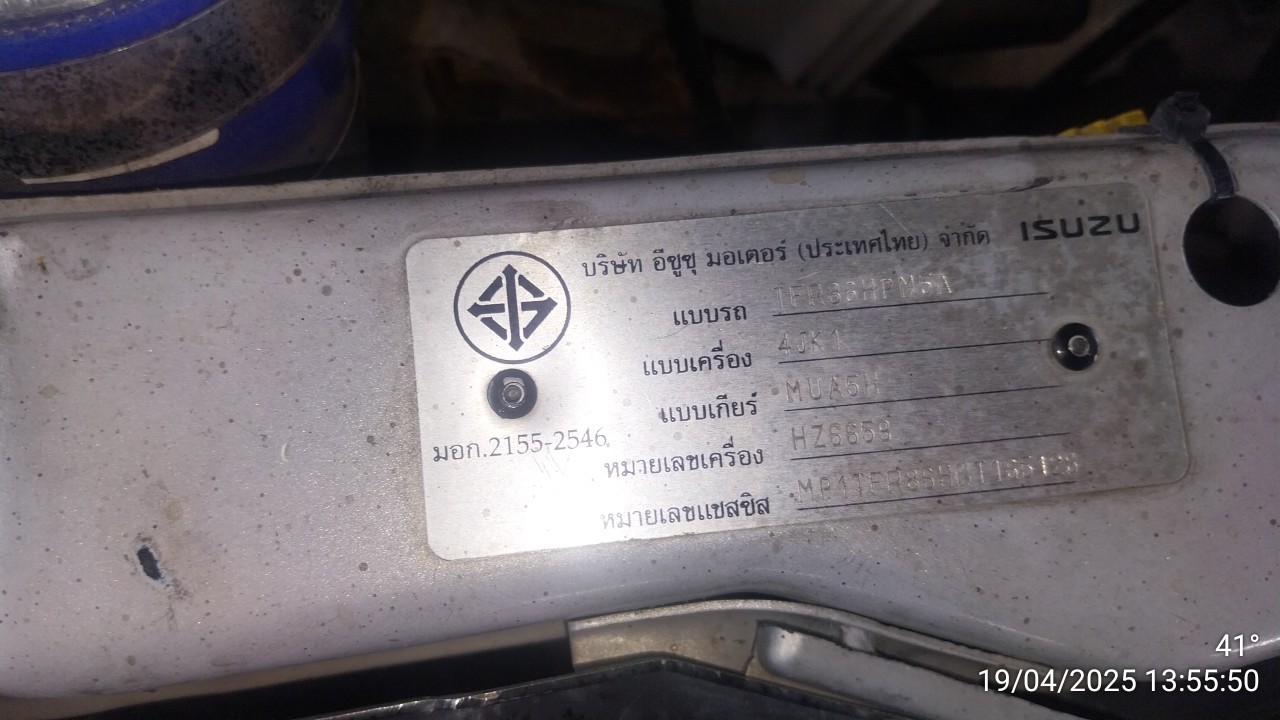 บริษัท อีซูซุ มอเตอร์ (ประเทศไทย) จำกัด ISUZU
แบบรถ TFR86HPM5A
แบบเครื่อง 4JK1
แบบเกียร์ MUA5H
มอก.2155-2546
หมายเลขเครื่อง HZ6659
หมายเลขแชสซิส
41°
19/04/2025 13:55:50